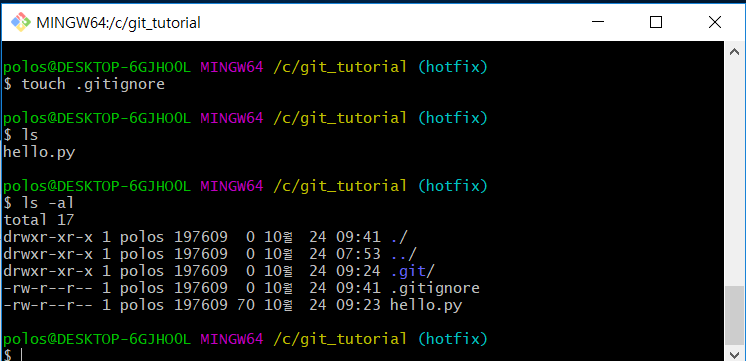 MINGW64:/c/git_tutorial
polos@DESKTOP-6GJHO0L MINGW64 /c/git_tutorial (hotfix)
$ touch .gitignore
polos@DESKTOP-6GJHO0L MINGW64 /c/git_tutorial (hotfix)
$ ls
hello.py
polos@DESKTOP-6GJHO0L MINGW64 /c/git_tutorial (hotfix)
$ ls -al
total 17
drwxr-xr-x 1 polos 197609  0 10월  24 09:41 ./
drwxr-xr-x 1 polos 197609  0 10월  24 07:53 ../
drwxr-xr-x 1 polos 197609  0 10월  24 09:24 .git/
-rw-r--r-- 1 polos 197609  0 10월  24 09:41 .gitignore
-rw-r--r-- 1 polos 197609 70 10월  24 09:23 hello.py
polos@DESKTOP-6GJHO0L MINGW64 /c/git_tutorial (hotfix)
$